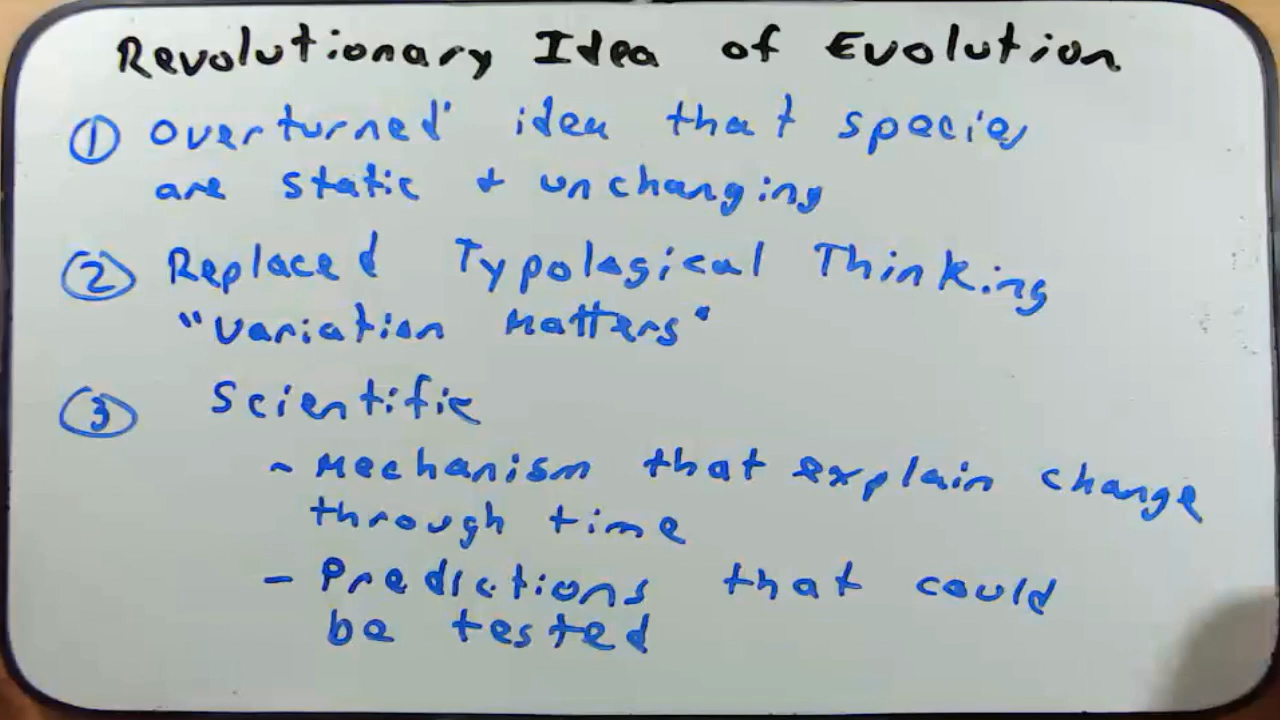 Revolutionary Idea of Evolution
① Overturned idea that species
are static + unchanging
② Replaced Typological Thinking
"Variation Matters"
③ Scientific
~ Mechanism that explain change
through time
- Predictions that could
be tested